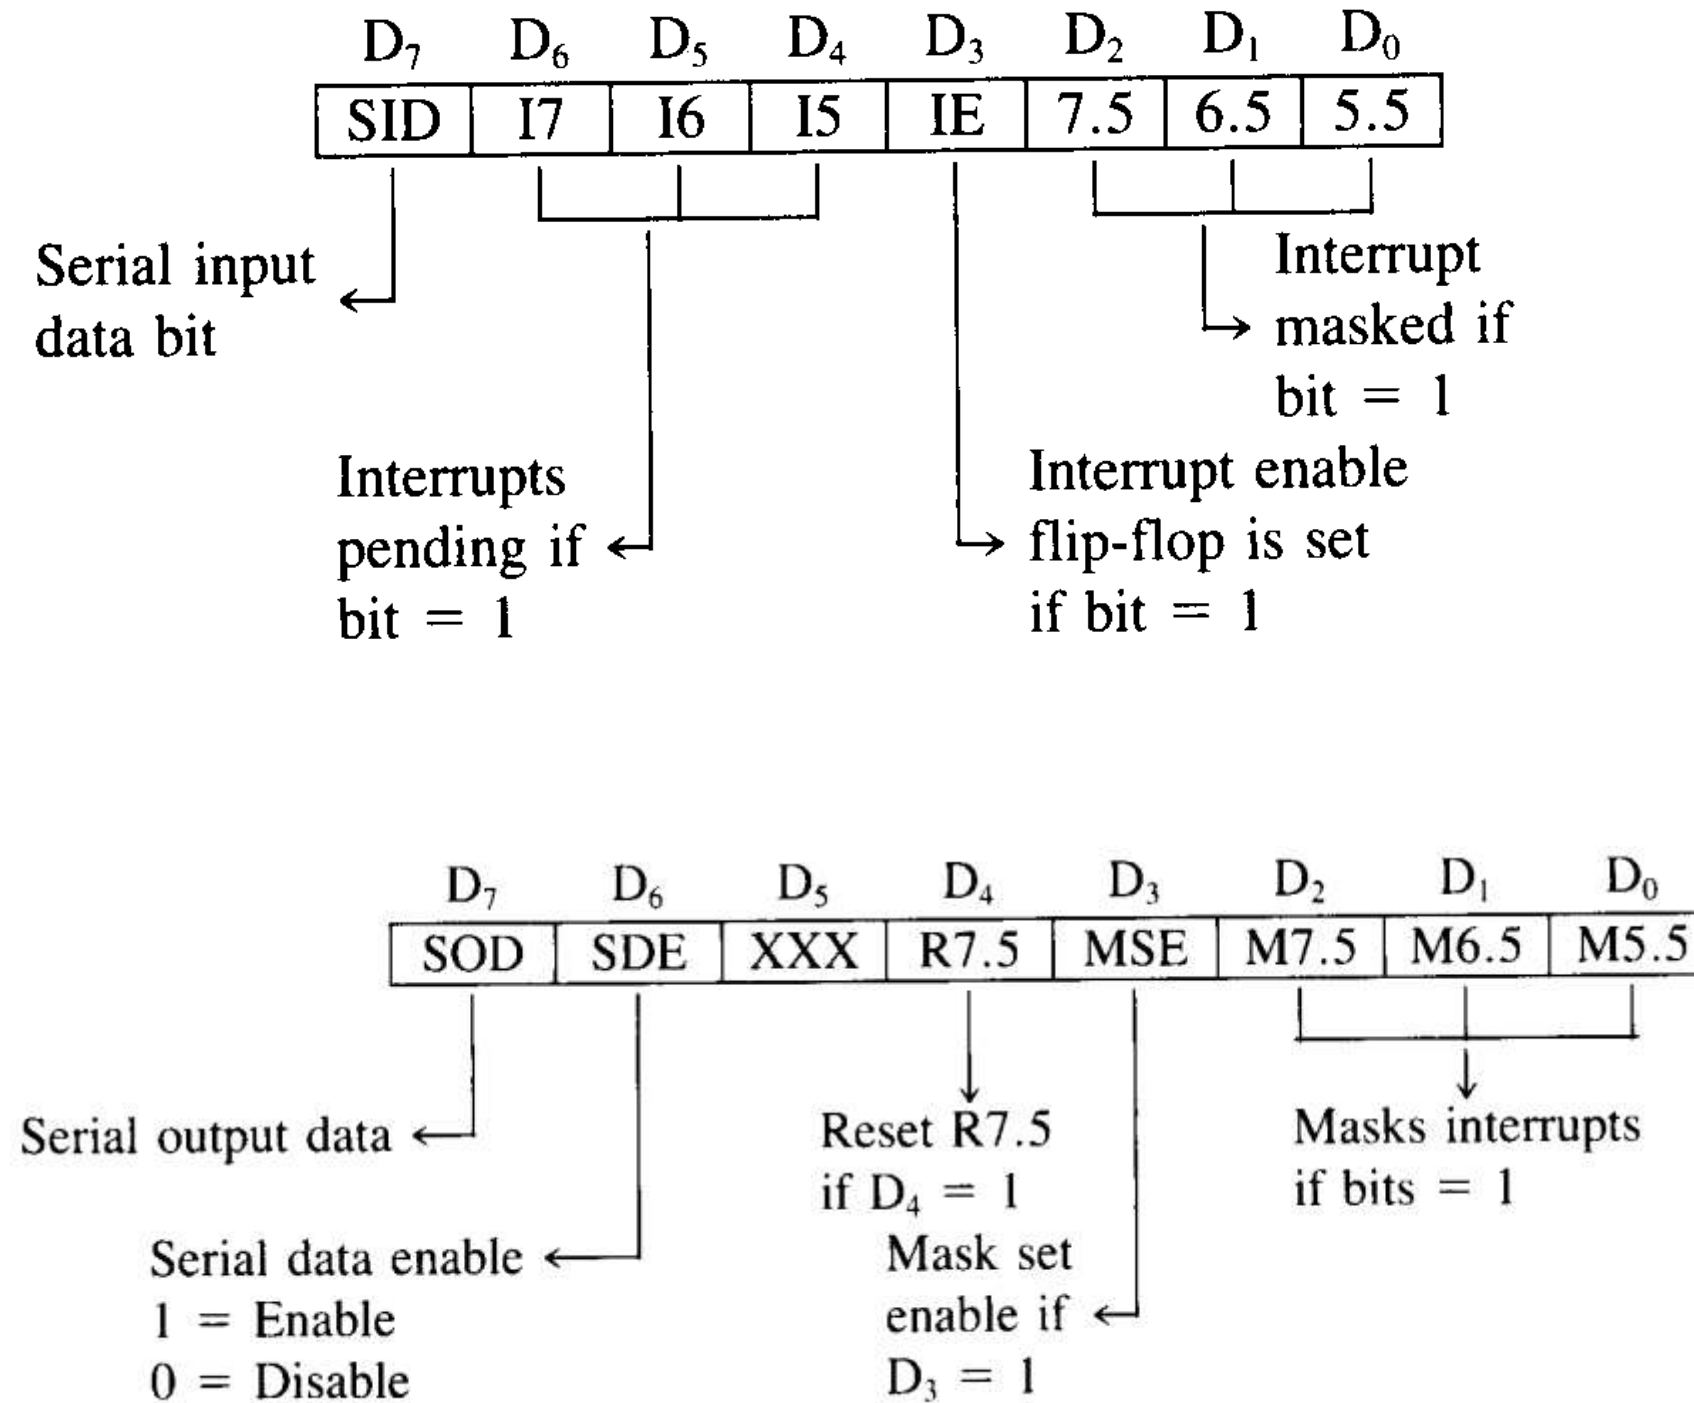 D₇ D₆ D₅ D₄ D₃ D₂ D₁ D₀
SID I7 I6 I5 IE 7.5 6.5 5.5
Serial input
data bit
Interrupt
masked if
bit = 1
Interrupts
pending if
bit = 1
Interrupt enable
flip-flop is set
if bit = 1
D₇ D₆ D₅ D₄ D₃ D₂ D₁ D₀
SOD SDE XXX R7.5 MSE M7.5 M6.5 M5.5
Serial output data
Reset R7.5
if D₄ = 1
Masks interrupts
if bits = 1
Serial data enable
1 = Enable
0 = Disable
Mask set
enable if
D₃ = 1